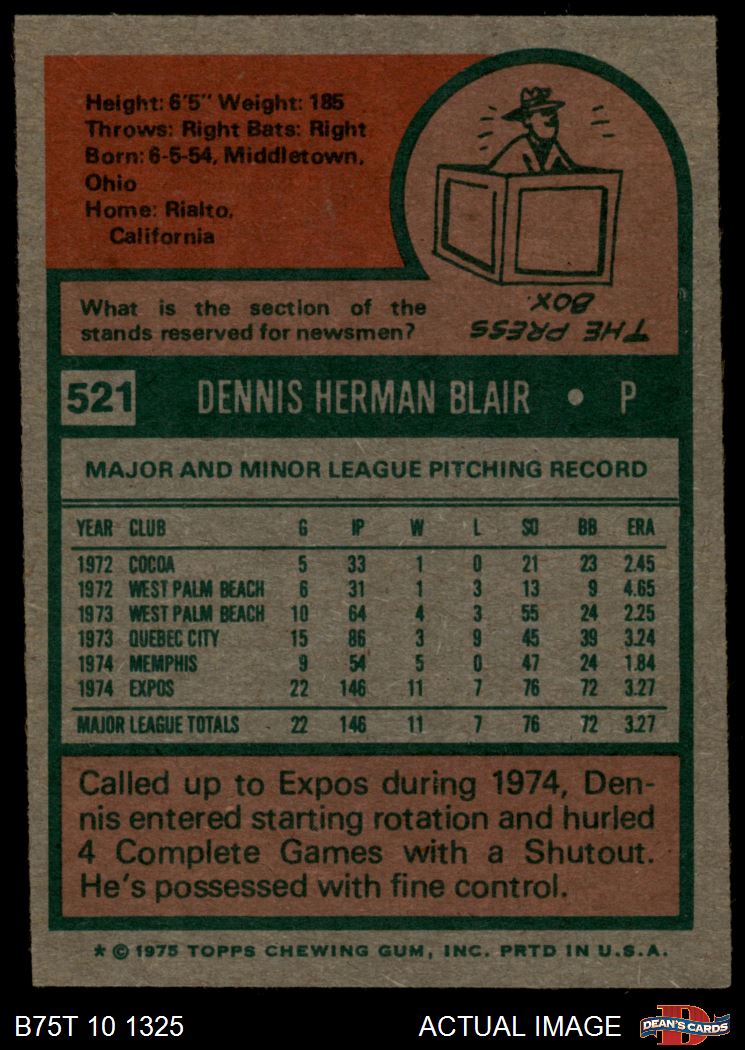 Height: 6'5" Weight: 185
Throws: Right Bats: Right
Born: 6-5-54, Middletown,
Ohio
Home: Rialto,
California
What is the section of the
stands reserved for newsmen?
THE PRESS
BOX.
521 DENNIS HERMAN BLAIR • P
MAJOR AND MINOR LEAGUE PITCHING RECORD
YEAR CLUB G IP W L SO BB ERA
1972 COCOA 5 33 1 0 21 23 2.45
1972 WEST PALM BEACH 6 31 1 3 13 9 4.65
1973 WEST PALM BEACH 10 64 4 3 55 24 2.25
1973 QUEBEC CITY 15 86 3 9 45 39 3.24
1974 MEMPHIS 9 54 5 0 47 24 1.84
1974 EXPOS 22 146 11 7 76 72 3.27
MAJOR LEAGUE TOTALS 22 146 11 7 76 72 3.27
Called up to Expos during 1974, Den-
nis entered starting rotation and hurled
4 Complete Games with a Shutout.
He's possessed with fine control.
* © 1975 TOPPS CHEWING GUM, INC. PRTD IN U.S.A.
B75T 10 1325 ACTUAL IMAGE DEAN'S CARDS